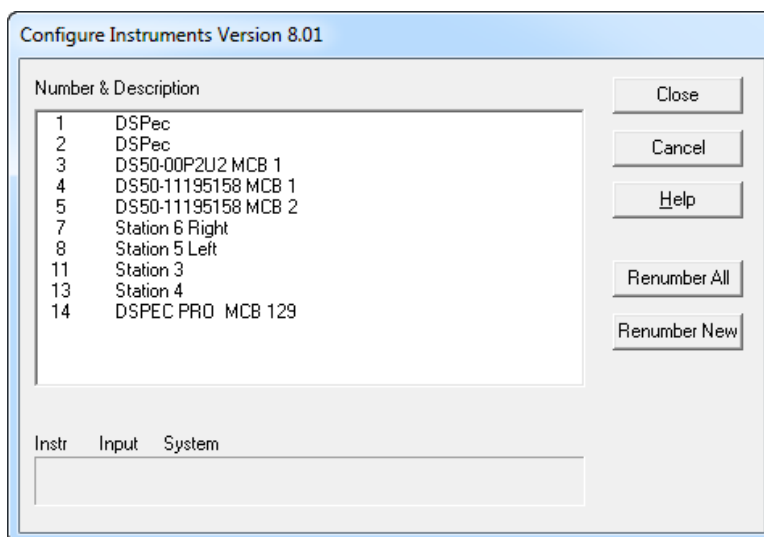 Configure Instruments Version 8.01
Number & Description
1 DSPec
2 DSPec
3 DS50-00P2U2 MCB 1
4 DS50-11195158 MCB 1
5 DS50-11195158 MCB 2
7 Station 6 Right
8 Station 5 Left
11 Station 3
13 Station 4
14 DSPEC PRO MCB 129
Close
Cancel
Help
Renumber All
Renumber New
Instr Input System